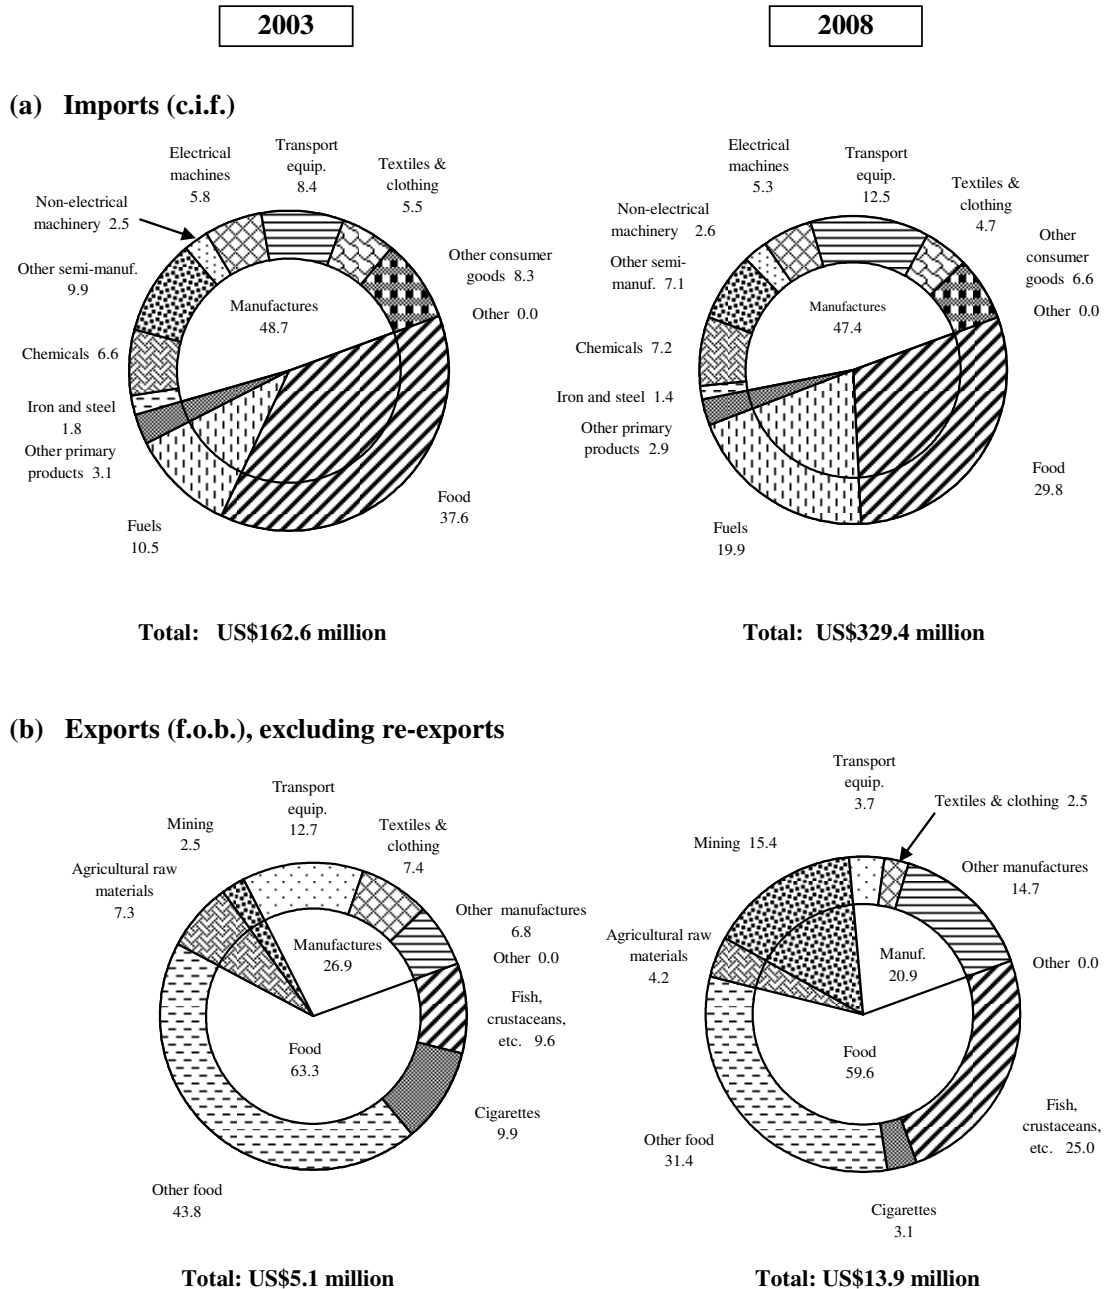 2003
2008
(a) Imports (c.i.f.)
Electrical
machines
5.8
Transport
equip.
8.4
Textiles &
clothing
5.5
Non-electrical
machinery 2.5
Other semi-manuf.
9.9
Other consumer
goods 8.3
Other 0.0
Manufactures
48.7
Chemicals 6.6
Iron and steel
1.8
Other primary
products 3.1
Fuels
10.5
Food
37.6
Total: US$162.6 million
Electrical
machines
5.3
Transport
equip.
12.5
Textiles &
clothing
4.7
Non-electrical
machinery 2.6
Other semi-
manuf. 7.1
Other
consumer
goods 6.6
Other 0.0
Manufactures
47.4
Chemicals 7.2
Iron and steel 1.4
Other primary
products 2.9
Fuels
19.9
Food
29.8
Total: US$329.4 million
(b) Exports (f.o.b.), excluding re-exports
Transport
equip.
12.7
Mining
2.5
Textiles &
clothing
7.4
Agricultural raw
materials
7.3
Other manufactures
6.8
Other 0.0
Manufactures
26.9
Fish,
crustaceans,
etc. 9.6
Food
63.3
Cigarettes
9.9
Other food
43.8
Total: US$5.1 million
Transport
equip.
3.7
Textiles & clothing 2.5
Mining 15.4
Other manufactures
14.7
Agricultural raw
materials
4.2
Manuf.
20.9
Other 0.0
Food
59.6
Fish,
crustaceans,
etc. 25.0
Other food
31.4
Cigarettes
3.1
Total: US$13.9 million